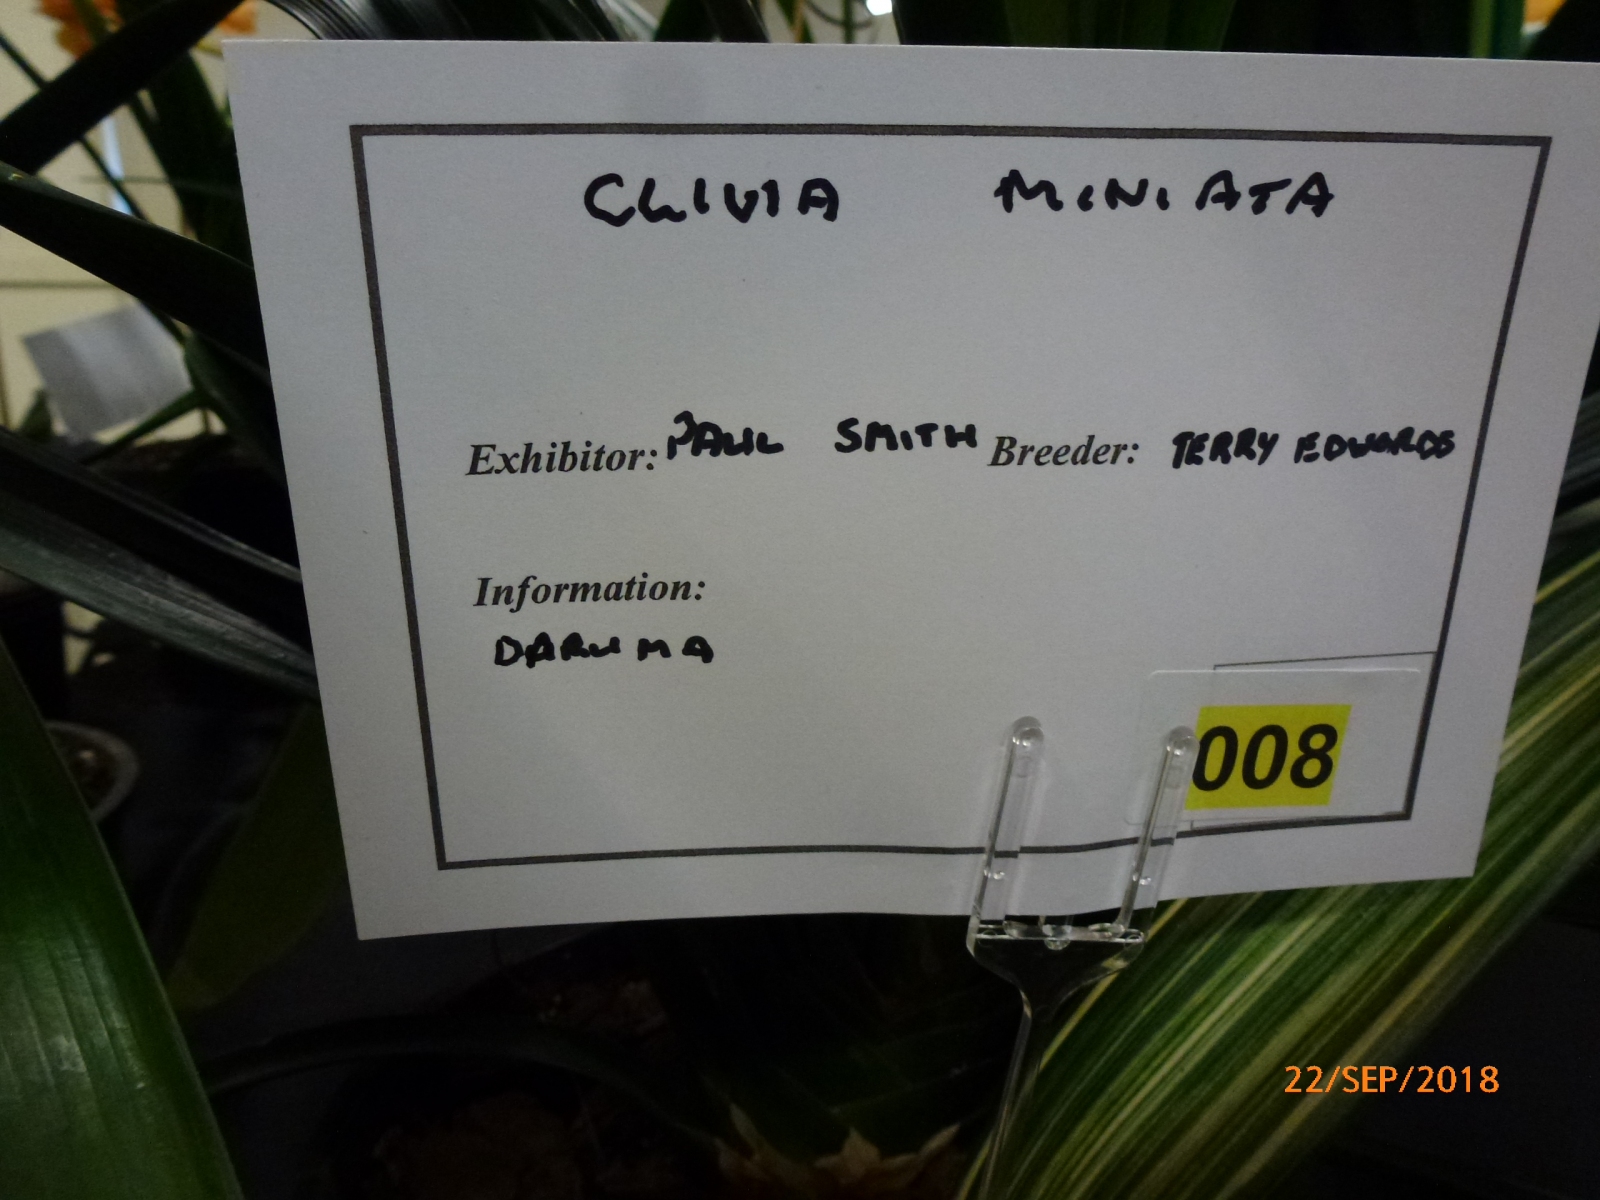 CLIVIA MINIATA
Exhibitor: PAUL SMITH Breeder: TERRY EDWARDS
Information:
DARUMA
008
22/SEP/2018